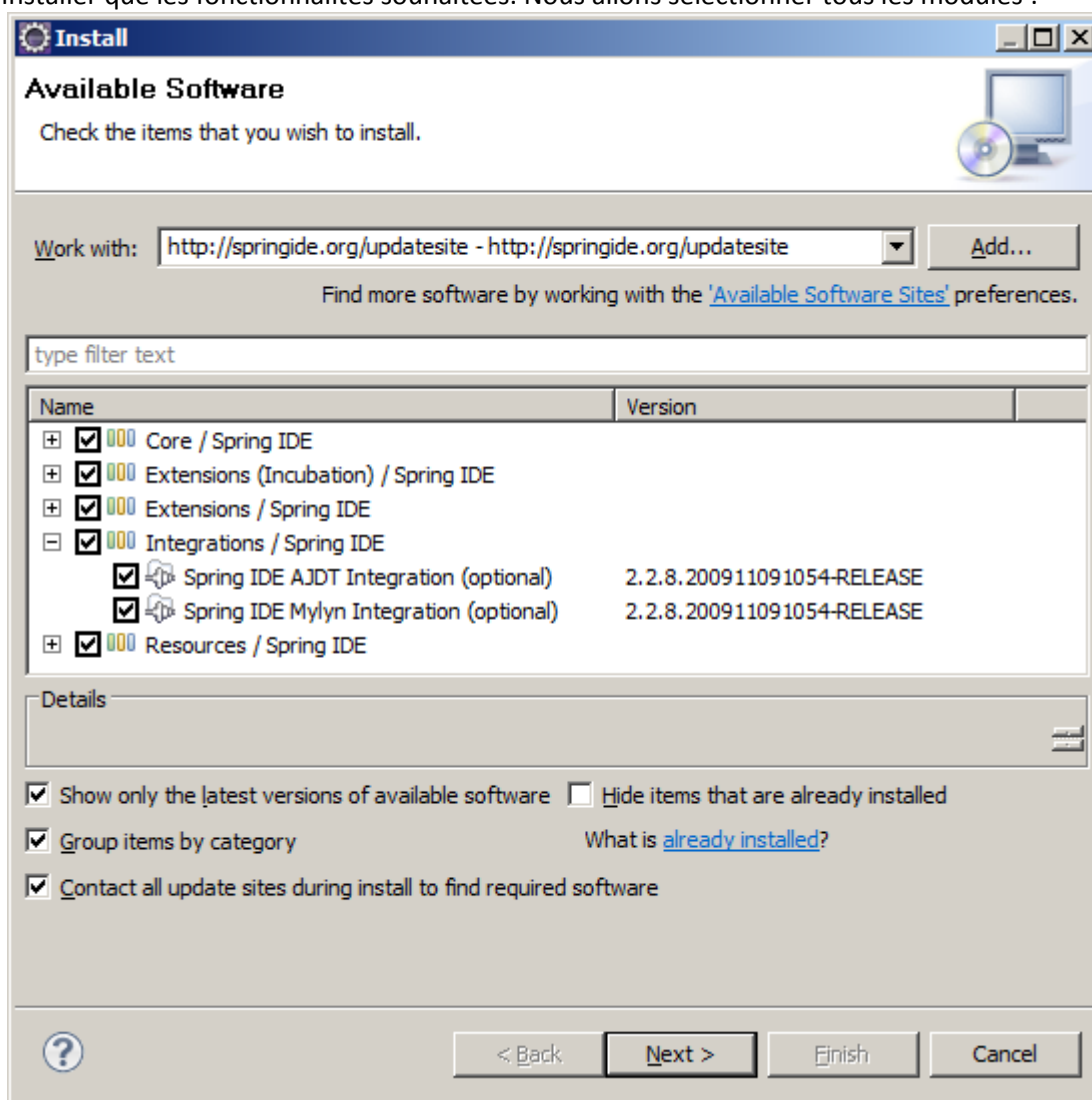 installer que les fonctionnalités souhaitées. Nous allons sélectionner tous les modules :
Install
Available Software
Check the items that you wish to install.
Work with: http://springide.org/updatesite - http://springide.org/updatesite Add...
Find more software by working with the 'Available Software Sites' preferences.
type filter text
Name Version
Core / Spring IDE
Extensions (Incubation) / Spring IDE
Extensions / Spring IDE
Integrations / Spring IDE
Spring IDE AJDT Integration (optional) 2.2.8.200911091054-RELEASE
Spring IDE Mylyn Integration (optional) 2.2.8.200911091054-RELEASE
Resources / Spring IDE
Details
Show only the latest versions of available software Hide items that are already installed
Group items by category What is already installed?
Contact all update sites during install to find required software
? < Back Next > Finish Cancel